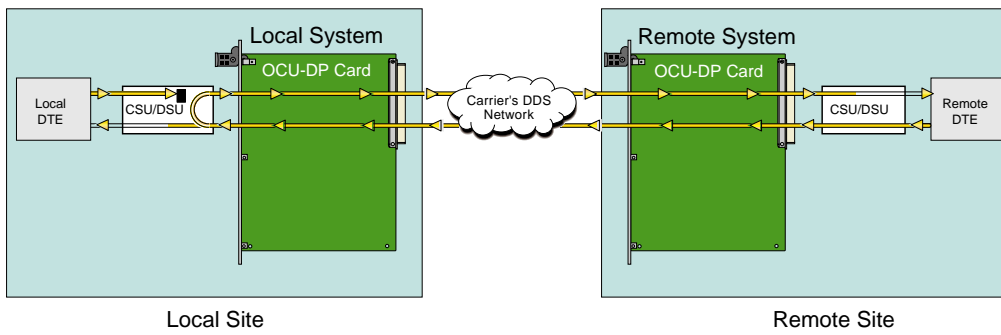 Local System
Remote System
OCU-DP Card
OCU-DP Card
Local
DTE
CSU/DSU
Carrier's DDS
Network
CSU/DSU
Remote
DTE
Local Site
Remote Site